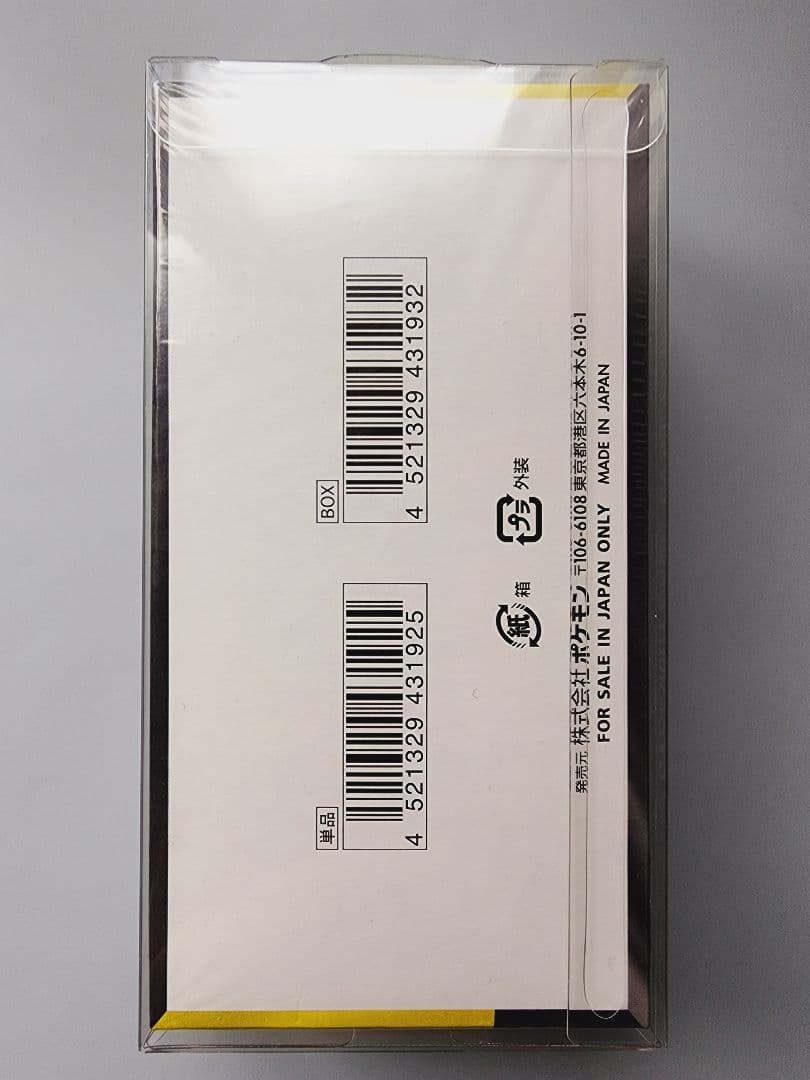 単品
4 521329 431925
BOX
4 521329 431932
紙
箱
プラ
外装
発売元 株式会社ポケモン 〒106-6108 東京都港区六本木6-10-1
FOR SALE IN JAPAN ONLY MADE IN JAPAN